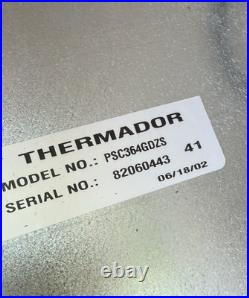 THERMADOR
MODEL NO.: PSC364GDZS
SERIAL NO.: 82060443 41
06/18/02